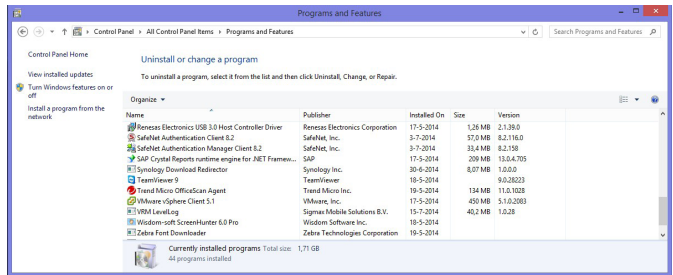 Programs and Features
Control Panel › All Control Panel Items › Programs and Features
Search Programs and Features
Control Panel Home
View installed updates
Turn Windows features on or off
Install a program from the network
Uninstall or change a program
To uninstall a program, select it from the list and then click Uninstall, Change, or Repair.
Organize
Name Publisher Installed On Size Version
Renesas Electronics USB 3.0 Host Controller Driver Renesas Electronics Corporation 17-5-2014 1,26 MB 2.1.39.0
SafeNet Authentication Client 8.2 SafeNet, Inc. 3-7-2014 57,0 MB 8.2.116.0
SafeNet Authentication Manager Client 8.2 SafeNet, Inc. 3-7-2014 33,4 MB 8.2.158
SAP Crystal Reports runtime engine for .NET Framew... SAP 17-5-2014 209 MB 13.0.4.705
Synology Download Redirector Synology Inc. 30-6-2014 8,07 MB 1.0.0.0
TeamViewer 9 TeamViewer 18-5-2014 9.0.28223
Trend Micro OfficeScan Agent Trend Micro Inc. 19-5-2014 134 MB 11.0.1028
VMware vSphere Client 5.1 VMware, Inc. 17-5-2014 450 MB 5.1.0.2083
VRM LevelLog Sigmax Mobile Solutions B.V. 15-7-2014 40,2 MB 1.0.28
Wisdom-soft ScreenHunter 6.0 Pro Wisdom Software Inc. 18-5-2014
Zebra Font Downloader Zebra Technologies Corporation 19-5-2014
Currently installed programs Total size: 1,71 GB
44 programs installed